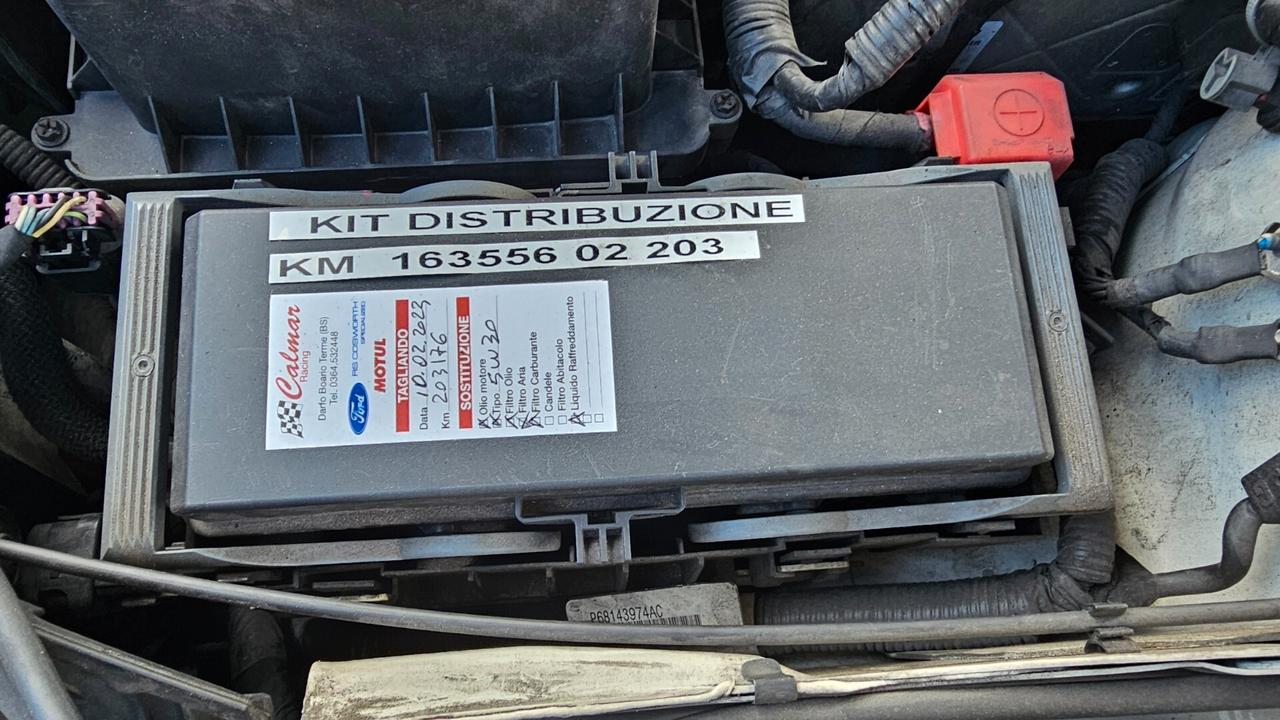 KIT DISTRIBUZIONE
KM 163556 02 203
Calmar
Racing
Darfo Boario Terme (BS)
Tel. 0364.532448
Ford
RS COSWORTH
SPECIALIZED
MOTUL
TAGLIANDO
Data 10.02.2023
Km 203176
SOSTITUZIONE
Olio motore
Tipo 5W30
Filtro Olio
Filtro Aria
Filtro Carburante
Candele
Filtro Abitacolo
Liquido Raffreddamento
P68143974AC